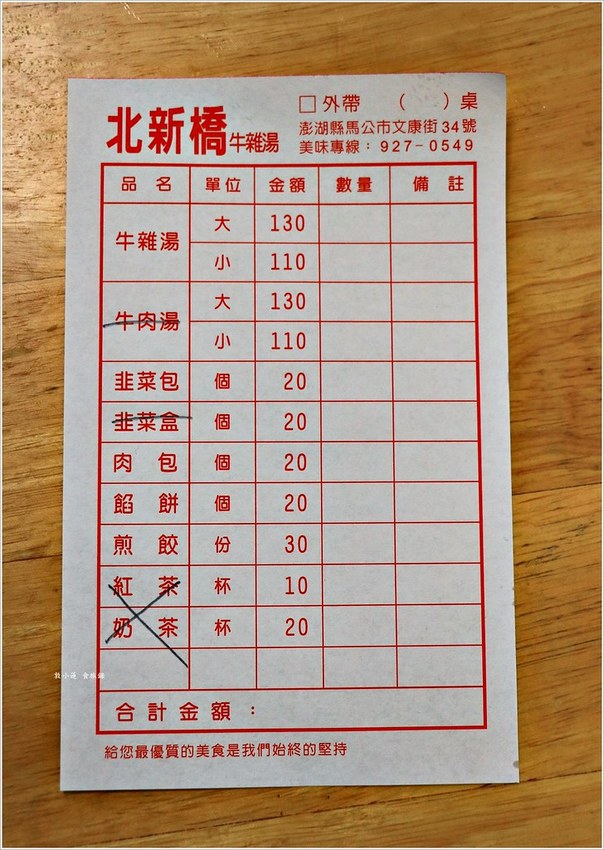 □外帶 （ ）桌
北新橋牛雜湯
澎湖縣馬公市文康街34號
美味專線：927-0549
品名 單位 金額 數量 備註
牛雜湯 大 130
小 110
牛肉湯 大 130
小 110
韭菜包 個 20
韭菜盒 個 20
肉包 個 20
餡餅 個 20
煎餃 份 30
紅茶 杯 10
奶茶 杯 20
合計金額：
給您最優質的美食是我們始終的堅持